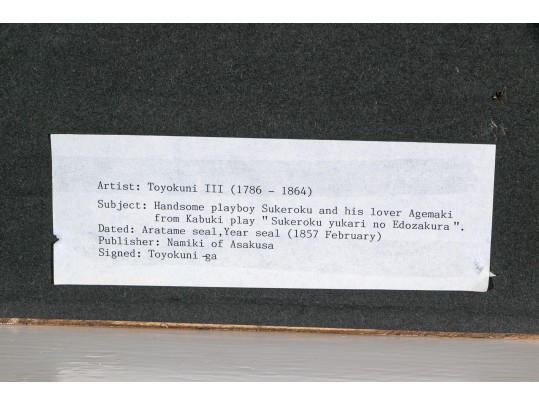 Artist: Toyokuni III (1786 - 1864)
Subject: Handsome playboy Sukeroku and his lover Agemaki
from Kabuki play "Sukeroku yukari no Edozakura".
Dated: Aratame seal,Year seal (1857 February)
Publisher: Namiki of Asakusa
Signed: Toyokuni-ga